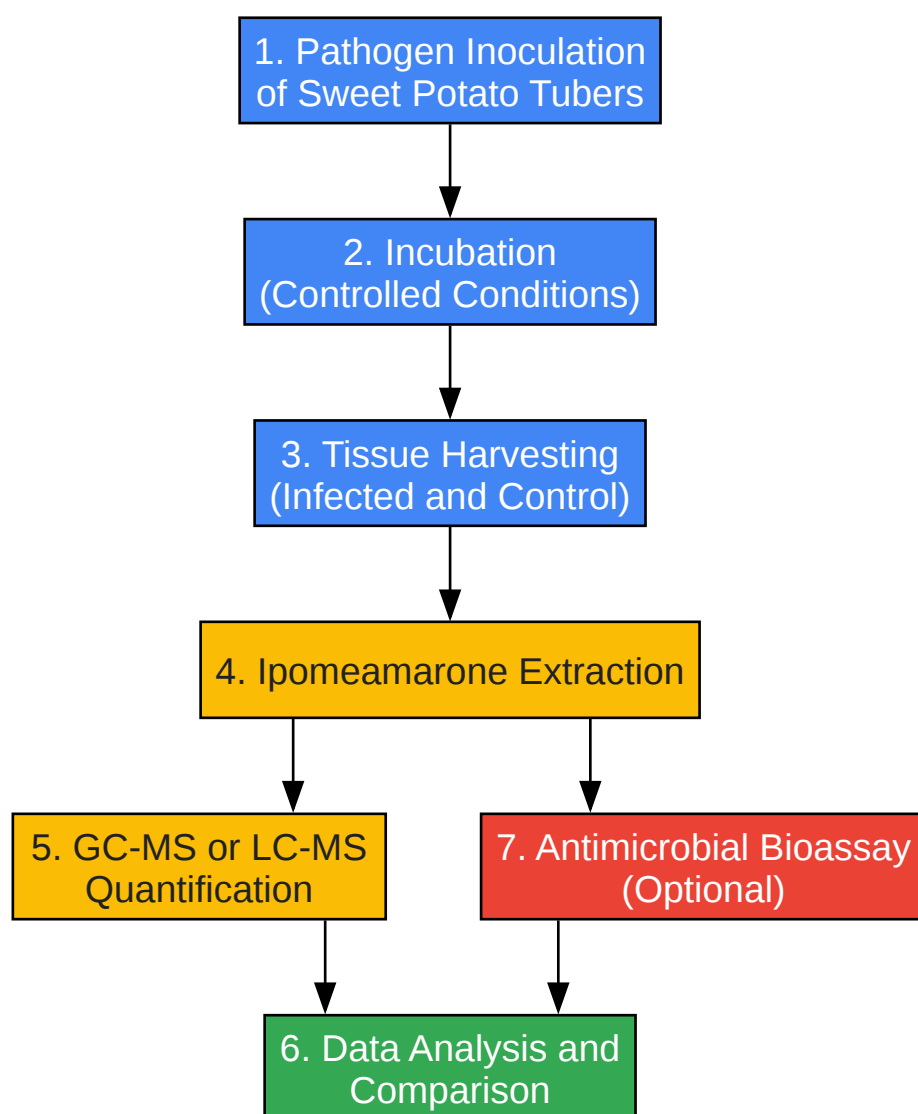 1. Pathogen Inoculation
of Sweet Potato Tubers
2. Incubation
(Controlled Conditions)
3. Tissue Harvesting
(Infected and Control)
4. Ipomeamarone Extraction
5. GC-MS or LC-MS
Quantification
7. Antimicrobial Bioassay
(Optional)
6. Data Analysis and
Comparison